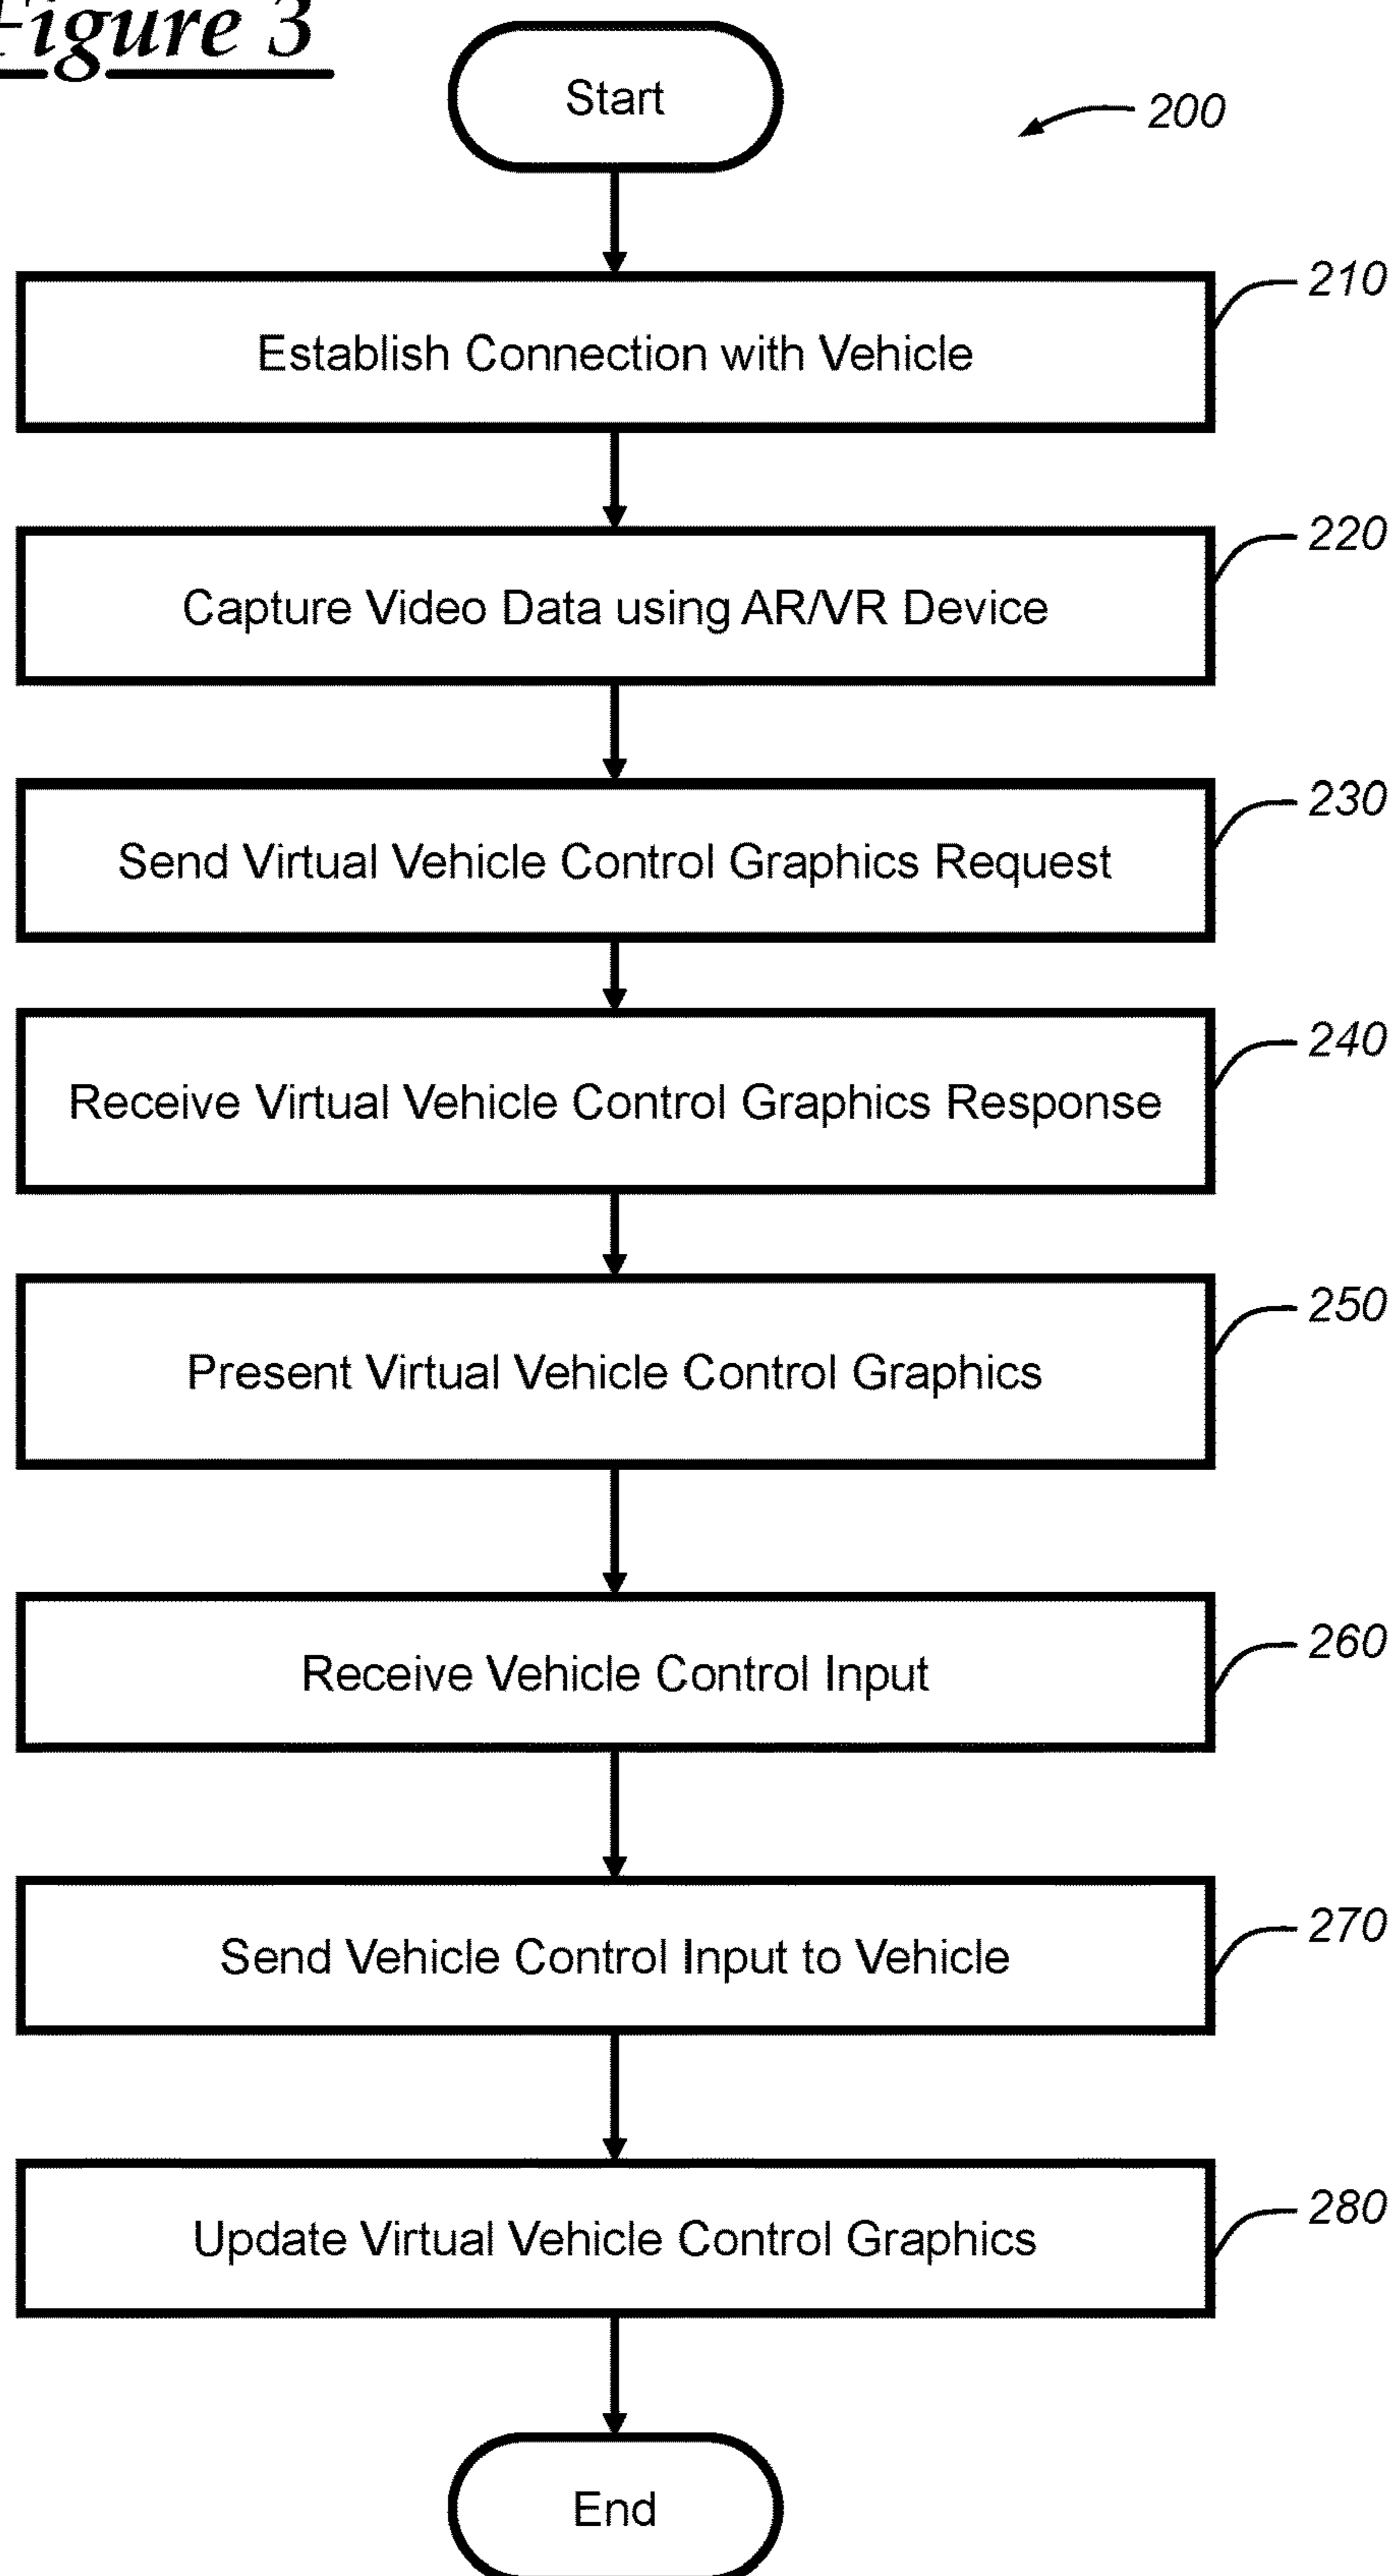 Figure 3
Start
200
Establish Connection with Vehicle
210
Capture Video Data using AR/VR Device
220
Send Virtual Vehicle Control Graphics Request
230
Receive Virtual Vehicle Control Graphics Response
240
Present Virtual Vehicle Control Graphics
250
Receive Vehicle Control Input
260
Send Vehicle Control Input to Vehicle
270
Update Virtual Vehicle Control Graphics
280
End